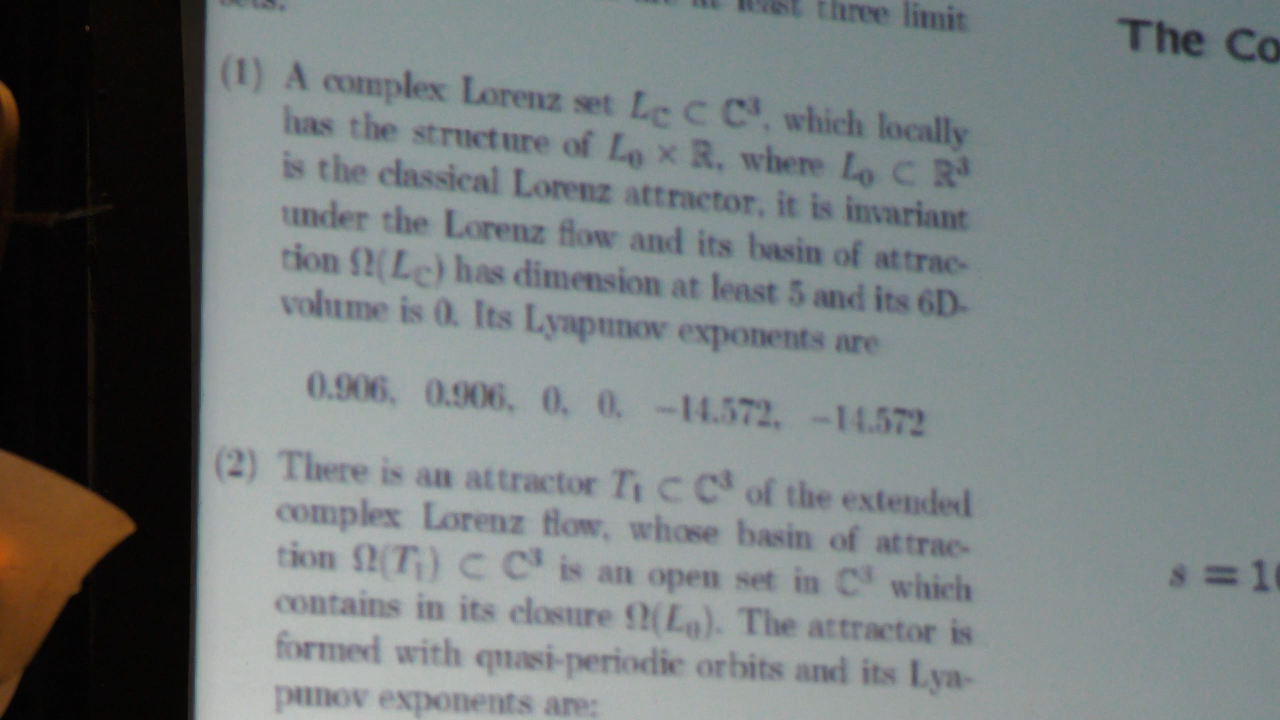 sets. at least three limit
(1) A complex Lorenz set L_C ⊂ C³, which locally
has the structure of L₀ × ℝ, where L₀ ⊂ ℝ³
is the classical Lorenz attractor, it is invariant
under the Lorenz flow and its basin of attrac-
tion Ω(L_C) has dimension at least 5 and its 6D-
volume is 0. Its Lyapunov exponents are
0.906, 0.906, 0, 0, −14.572, −14.572
(2) There is an attractor T₁ ⊂ C³ of the extended
complex Lorenz flow, whose basin of attrac-
tion Ω(T₁) ⊂ C³ is an open set in C³ which
contains in its closure Ω(L₀). The attractor is
formed with quasi-periodic orbits and its Lya-
punov exponents are:
The Co
s = 1